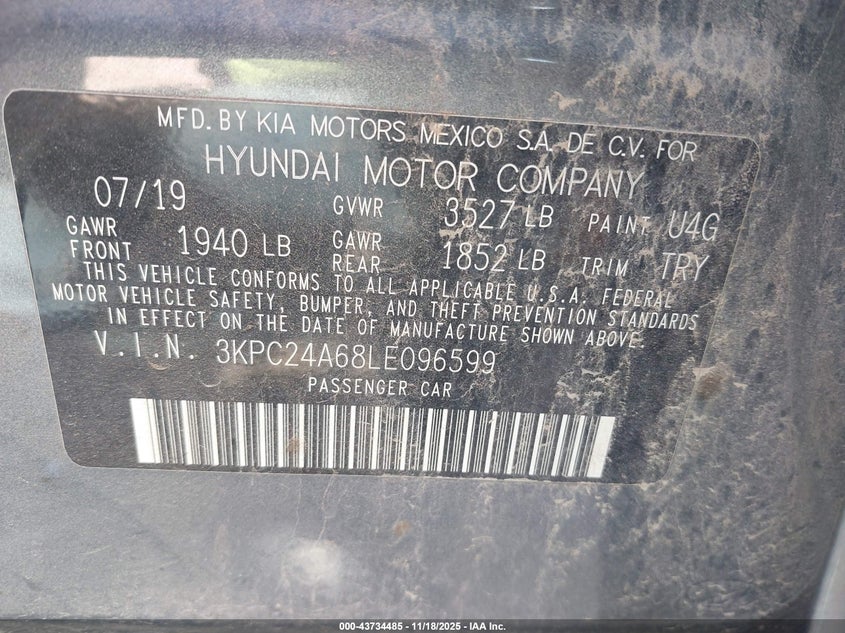 MFD. BY KIA MOTORS MEXICO S.A. DE C.V. FOR
HYUNDAI MOTOR COMPANY
07/19 GVWR 3527 LB PAINT U4G
GAWR FRONT 1940 LB GAWR REAR 1852 LB TRIM TRY
THIS VEHICLE CONFORMS TO ALL APPLICABLE U.S.A. FEDERAL
MOTOR VEHICLE SAFETY, BUMPER, AND THEFT PREVENTION STANDARDS
IN EFFECT ON THE DATE OF MANUFACTURE SHOWN ABOVE.
V.I.N. 3KPC24A68LE096599
PASSENGER CAR
000-43734485 - 11/18/2025 - IAA Inc.